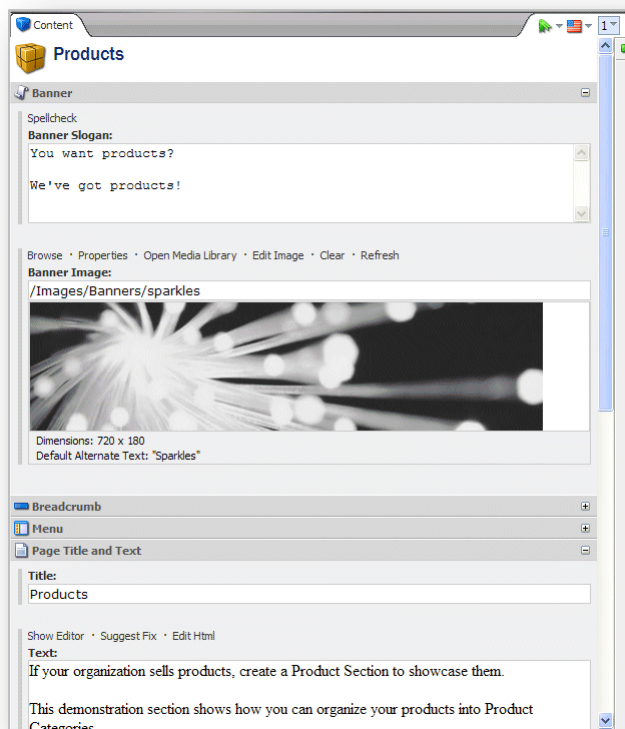 Content
1
Products
Banner
Spellcheck
Banner Slogan:
You want products?
We've got products!
Browse · Properties · Open Media Library · Edit Image · Clear · Refresh
Banner Image:
/Images/Banners/sparkles
Dimensions: 720 x 180
Default Alternate Text: "Sparkles"
Breadcrumb
Menu
Page Title and Text
Title:
Products
Show Editor · Suggest Fix · Edit Html
Text:
If your organization sells products, create a Product Section to showcase them.
This demonstration section shows how you can organize your products into Product
Categories